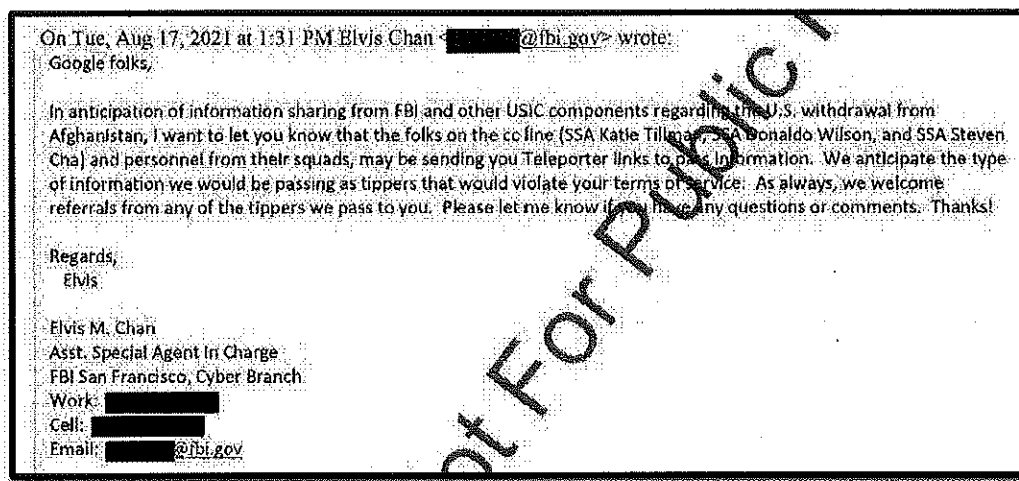 On Tue, Aug 17, 2021 at 1:31 PM Elvis Chan < @fbi.gov> wrote:
Google folks,
In anticipation of information sharing from FBI and other USIC components regarding the U.S. withdrawal from
Afghanistan, I want to let you know that the folks on the cc line (SSA Katie Tillman, SSA Donaldo Wilson, and SSA Steven
Cha) and personnel from their squads, may be sending you Teleporter links to pass information. We anticipate the type
of information we would be passing as tippers that would violate your terms of service. As always, we welcome
referrals from any of the tippers we pass to you. Please let me know if you have any questions or comments. Thanks!
Regards,
Elvis
Elvis M. Chan
Asst. Special Agent in Charge
FBI San Francisco, Cyber Branch
Work:
Cell:
Email: @fbi.gov
For Public